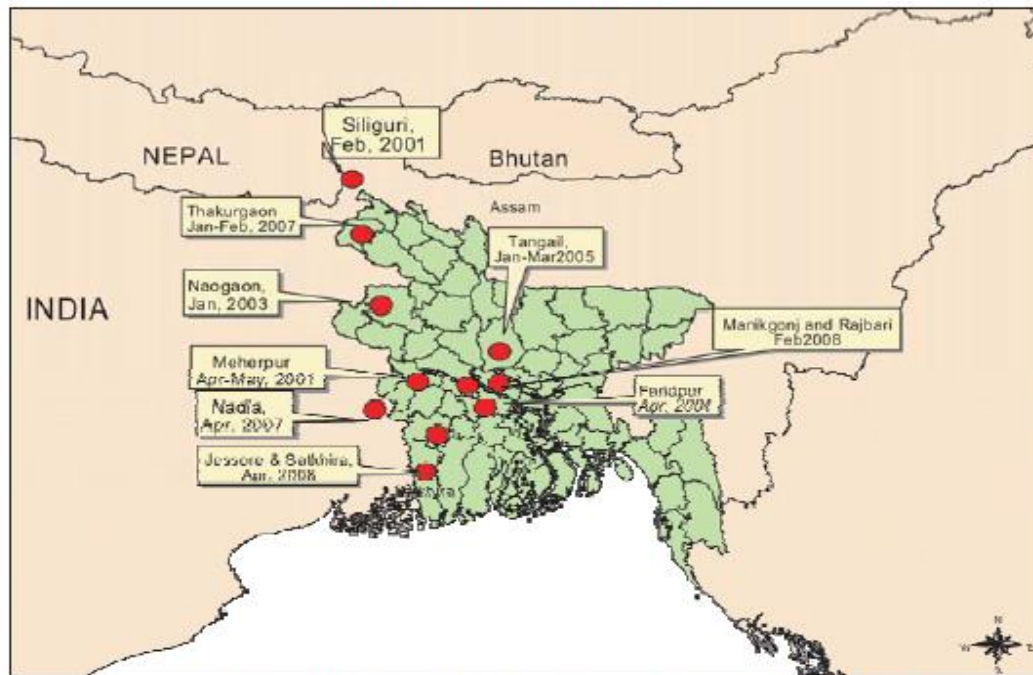 Siliguri,
Feb, 2001
NEPAL
Bhutan
Thakurgaon
Jan-Feb, 2007
Assam
Tangail,
Jan-Mar2005
Naogaon,
Jan, 2003
INDIA
Manikgonj and Rajbari
Feb2008
Meherpur
Apr-May, 2001
Faridpur
Apr, 2004
Nadia,
Apr, 2007
Jessore & Satkhira,
Apr, 2008
N
W
E
S